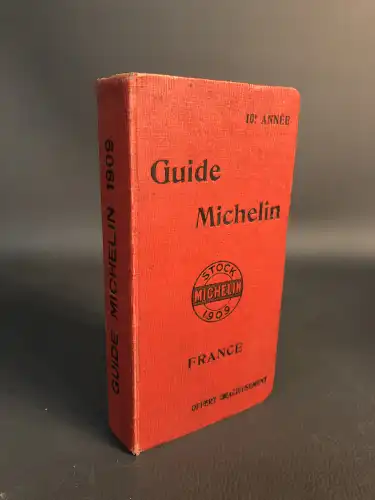 GUIDE MICHELIN 1909
10e ANNÉE
Guide
Michelin
STOCK
MICHELIN
1909
FRANCE
OFFERT GRACIEUSEMENT